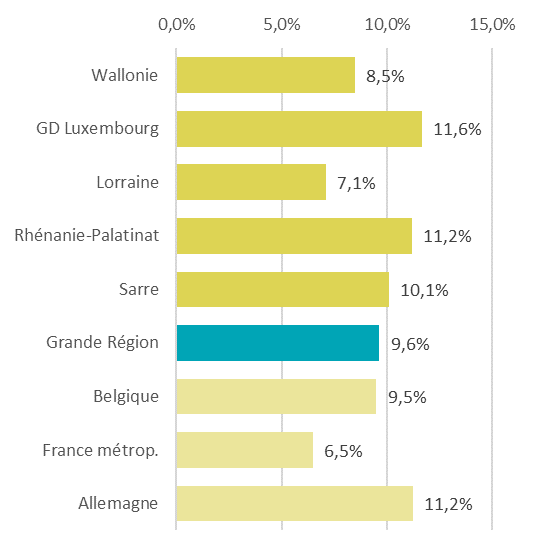 0,0% 5,0% 10,0% 15,0%
Wallonie 8,5%
GD Luxembourg 11,6%
Lorraine 7,1%
Rhénanie-Palatinat 11,2%
Sarre 10,1%
Grande Région 9,6%
Belgique 9,5%
France métrop. 6,5%
Allemagne 11,2%